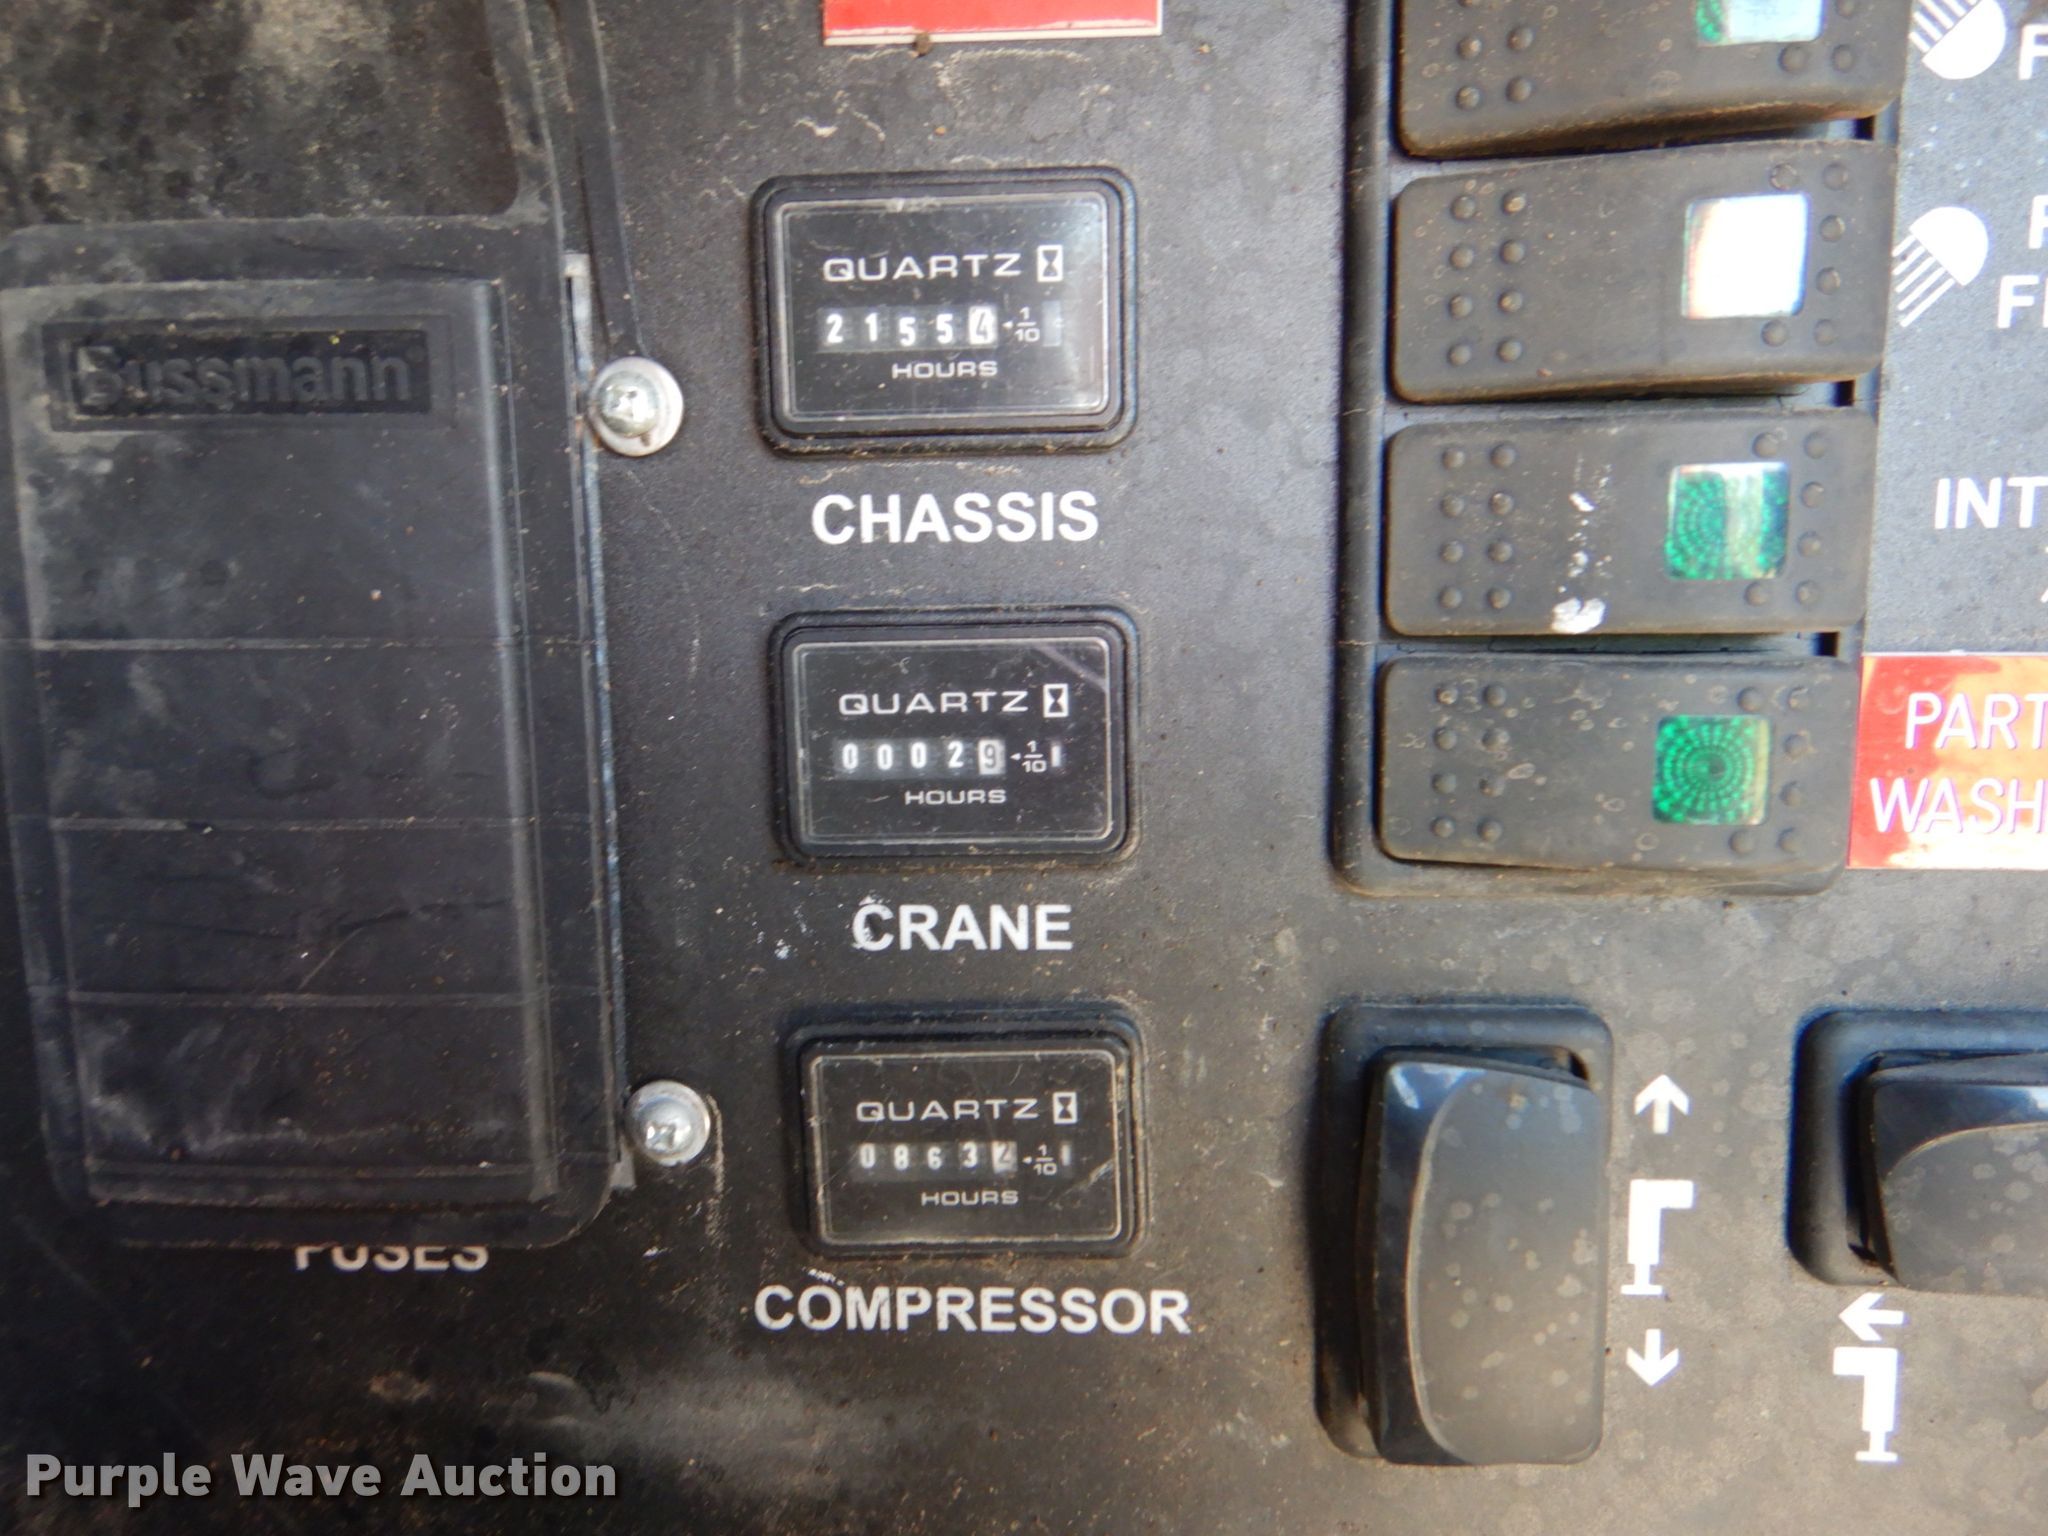 Bussmann
FUSES
QUARTZ
21554 1/10
HOURS
CHASSIS
QUARTZ
00029 1/10
HOURS
CRANE
QUARTZ
08632 1/10
HOURS
COMPRESSOR
INT
PART
WASH
Purple Wave Auction